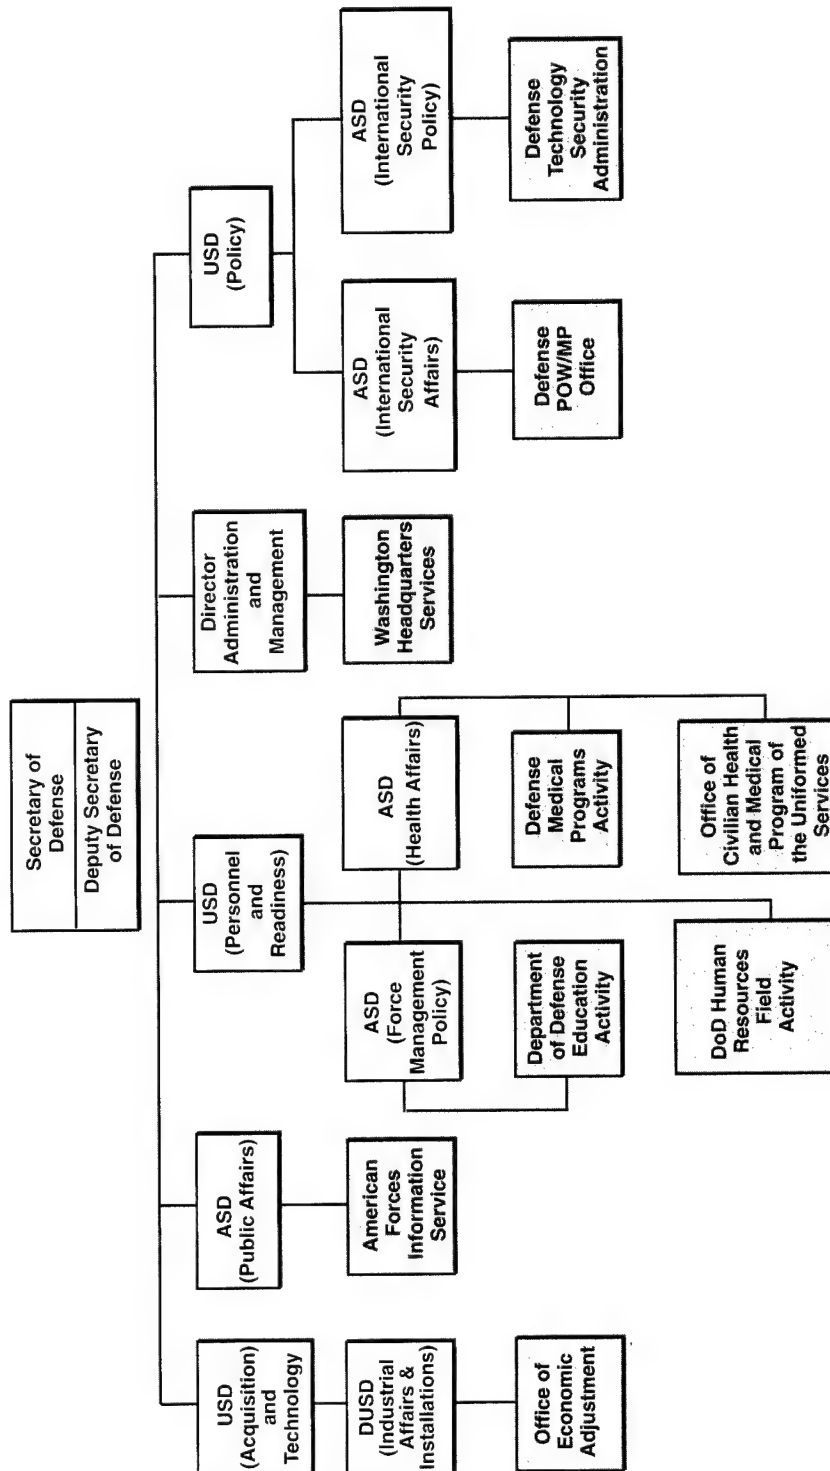 Secretary of
Defense
Deputy Secretary
of Defense
USD
(Acquisition)
and
Technology
ASD
(Public Affairs)
USD
(Personnel
and
Readiness)
Director
Administration
and
Management
USD
(Policy)
DUSD
(Industrial
Affairs &
Installations)
American
Forces
Information
Service
ASD
(Force
Management
Policy)
ASD
(Health Affairs)
Washington
Headquarters
Services
ASD
(International
Security
Affairs)
ASD
(International
Security
Policy)
Office of
Economic
Adjustment
Department
of Defense
Education
Activity
Defense
Medical
Programs
Activity
Defense
POW/MP
Office
Defense
Technology
Security
Administration
DoD Human
Resources
Field
Activity
Office of
Civilian Health
and Medical
Program of
the Uniformed
Services